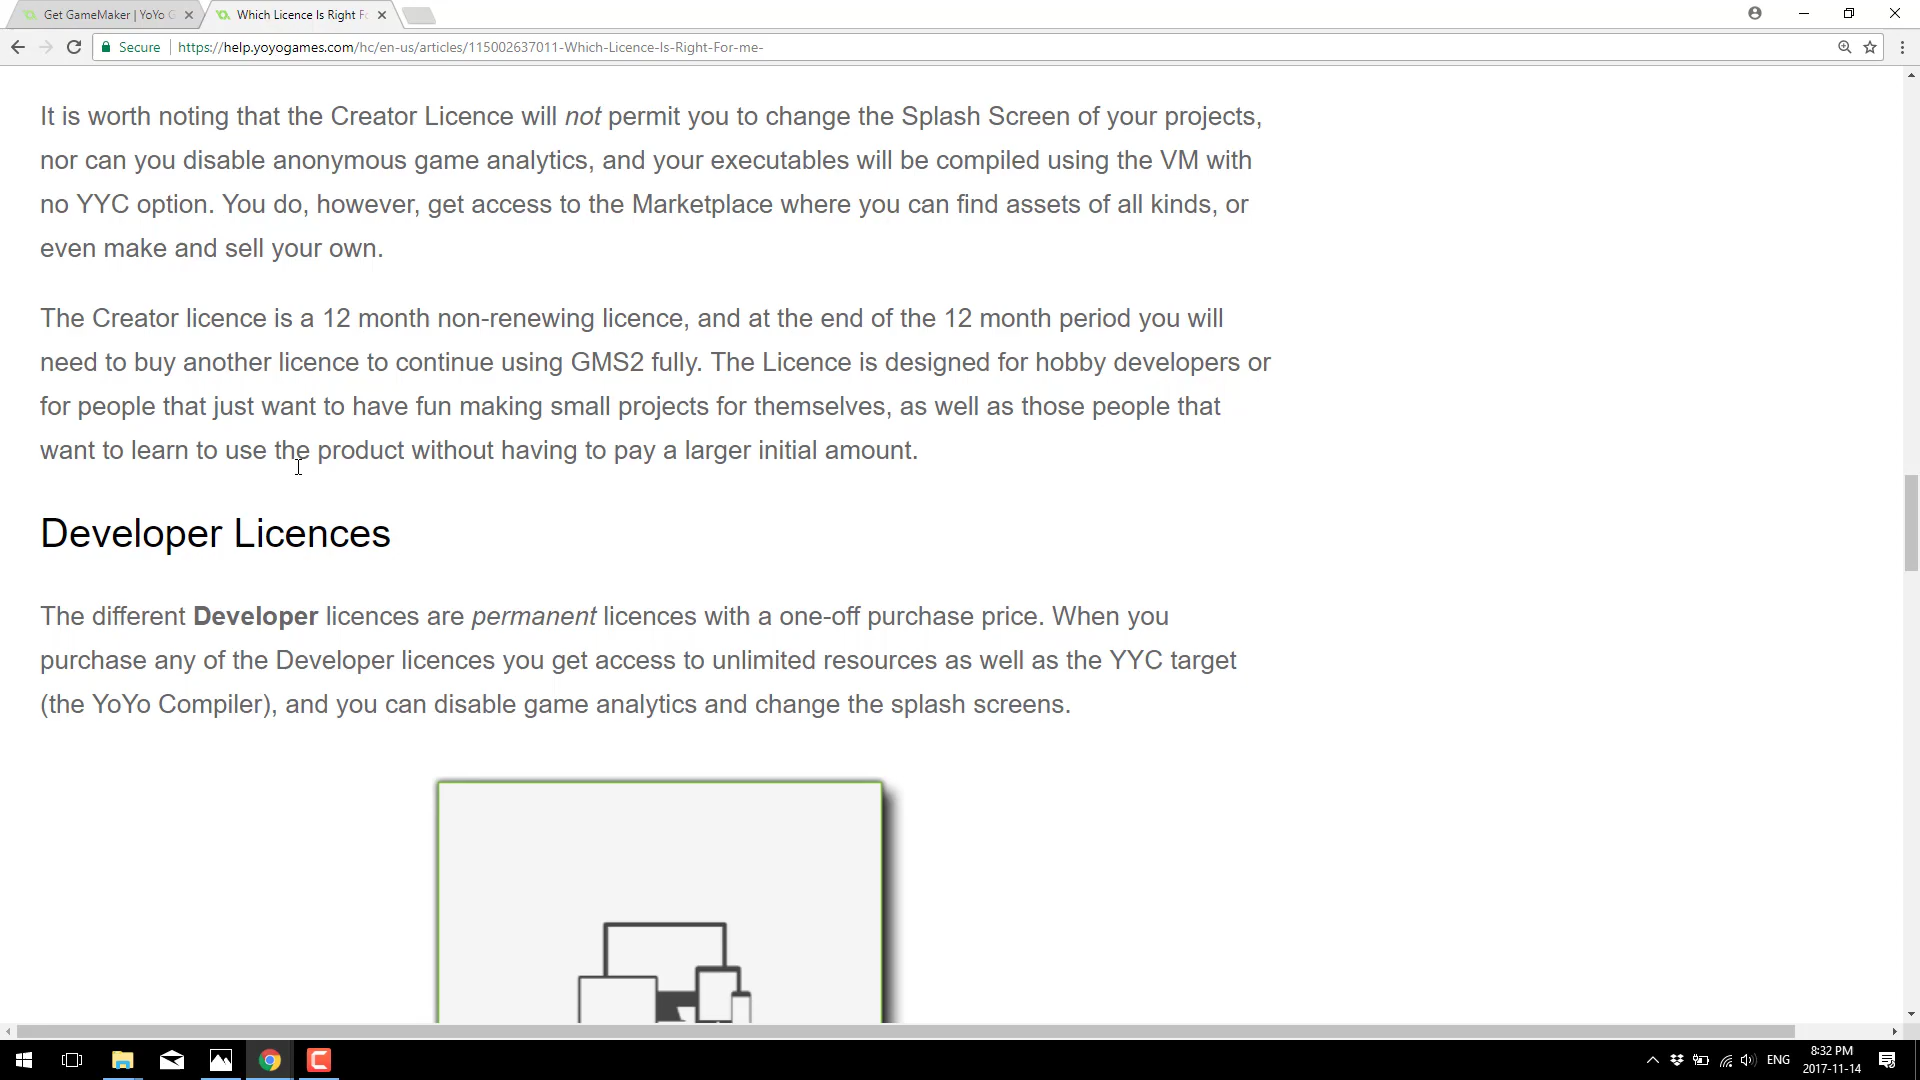 Get GameMaker | YoYo G
Which Licence Is Right Fo
Secure
https://help.yoyogames.com/hc/en-us/articles/115002637011-Which-Licence-Is-Right-For-me-
It is worth noting that the Creator Licence will not permit you to change the Splash Screen of your projects,
nor can you disable anonymous game analytics, and your executables will be compiled using the VM with
no YYC option. You do, however, get access to the Marketplace where you can find assets of all kinds, or
even make and sell your own.
The Creator licence is a 12 month non-renewing licence, and at the end of the 12 month period you will
need to buy another licence to continue using GMS2 fully. The Licence is designed for hobby developers or
for people that just want to have fun making small projects for themselves, as well as those people that
want to learn to use the product without having to pay a larger initial amount.
Developer Licences
The different Developer licences are permanent licences with a one-off purchase price. When you
purchase any of the Developer licences you get access to unlimited resources as well as the YYC target
(the YoYo Compiler), and you can disable game analytics and change the splash screens.
ENG
8:32 PM
2017-11-14